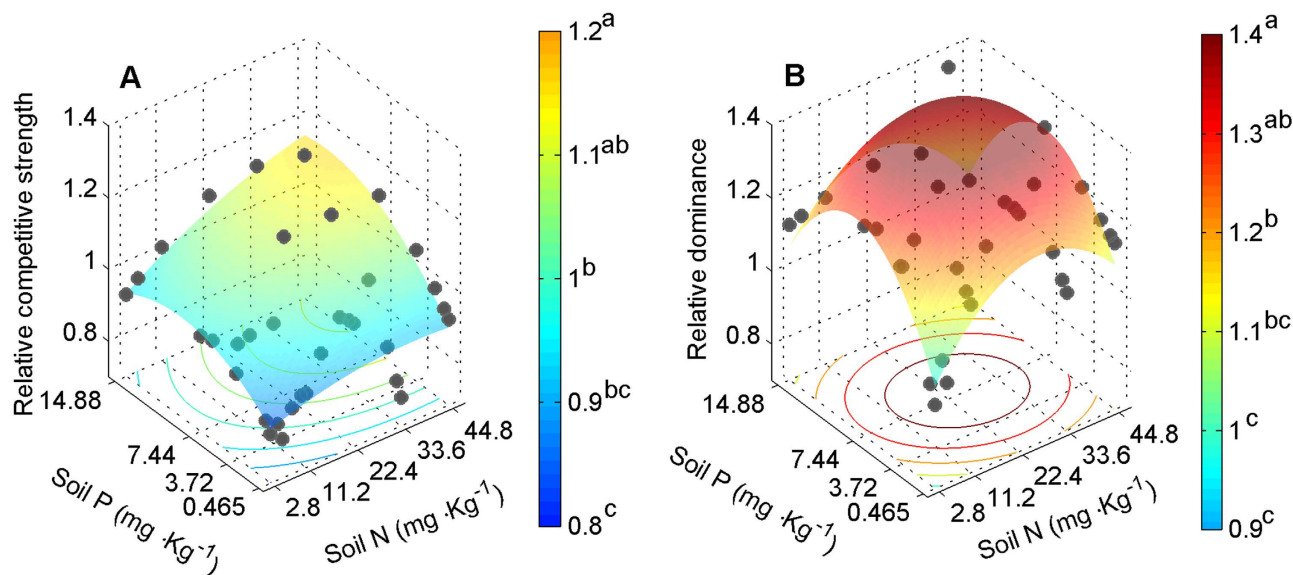 A
Relative competitive strength
1.4
1.2
1
0.8
14.88
7.44
3.72
0.465
Soil P (mg ·Kg⁻¹)
2.8
11.2
22.4
33.6
44.8
Soil N (mg ·Kg⁻¹)
1.2ᵃ
1.1ᵃᵇ
1ᵇ
0.9ᵇᶜ
0.8ᶜ
B
Relative dominance
1.4
1.2
1
0.8
14.88
7.44
3.72
0.465
Soil P (mg ·Kg⁻¹)
2.8
11.2
22.4
33.6
44.8
Soil N (mg ·Kg⁻¹)
1.4ᵃ
1.3ᵃᵇ
1.2ᵇ
1.1ᵇᶜ
1ᶜ
0.9ᶜ